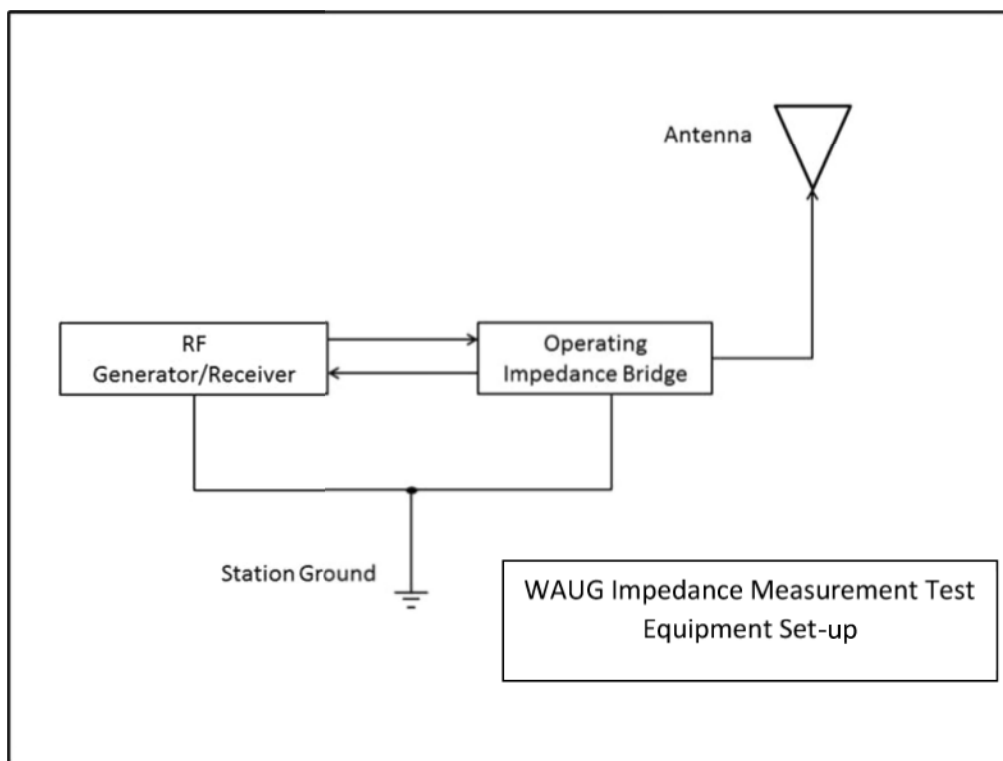 Antenna
RF
Generator/Receiver
Operating
Impedance Bridge
Station Ground
WAUG Impedance Measurement Test
Equipment Set-up